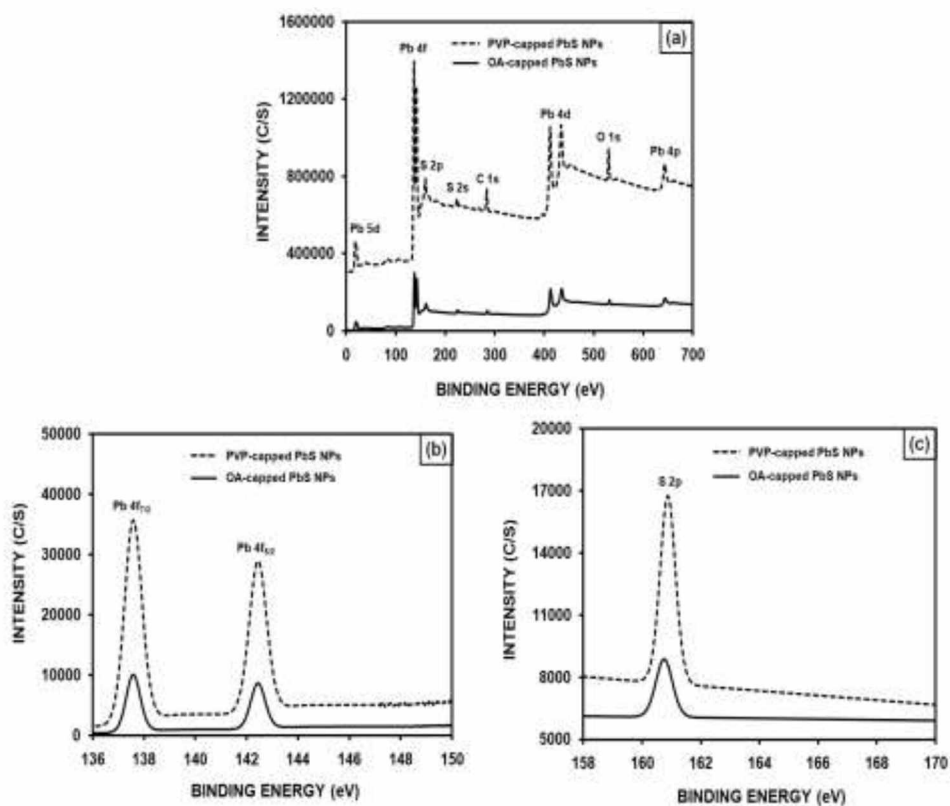 (a)
1600000
1200000
800000
400000
0
INTENSITY (C/S)
PVP-capped PbS NPs
OA-capped PbS NPs
Pb 4f
S 2p
S 2s
C 1s
Pb 4d
O 1s
Pb 4p
Pb 5d
0 100 200 300 400 500 600 700
BINDING ENERGY (eV)
(b)
50000
40000
30000
20000
10000
0
INTENSITY (C/S)
PVP-capped PbS NPs
OA-capped PbS NPs
Pb 4f7/2
Pb 4f5/2
136 138 140 142 144 146 148 150
BINDING ENERGY (eV)
(c)
20000
17000
14000
11000
8000
5000
INTENSITY (C/S)
PVP-capped PbS NPs
OA-capped PbS NPs
S 2p
158 160 162 164 166 168 170
BINDING ENERGY (eV)